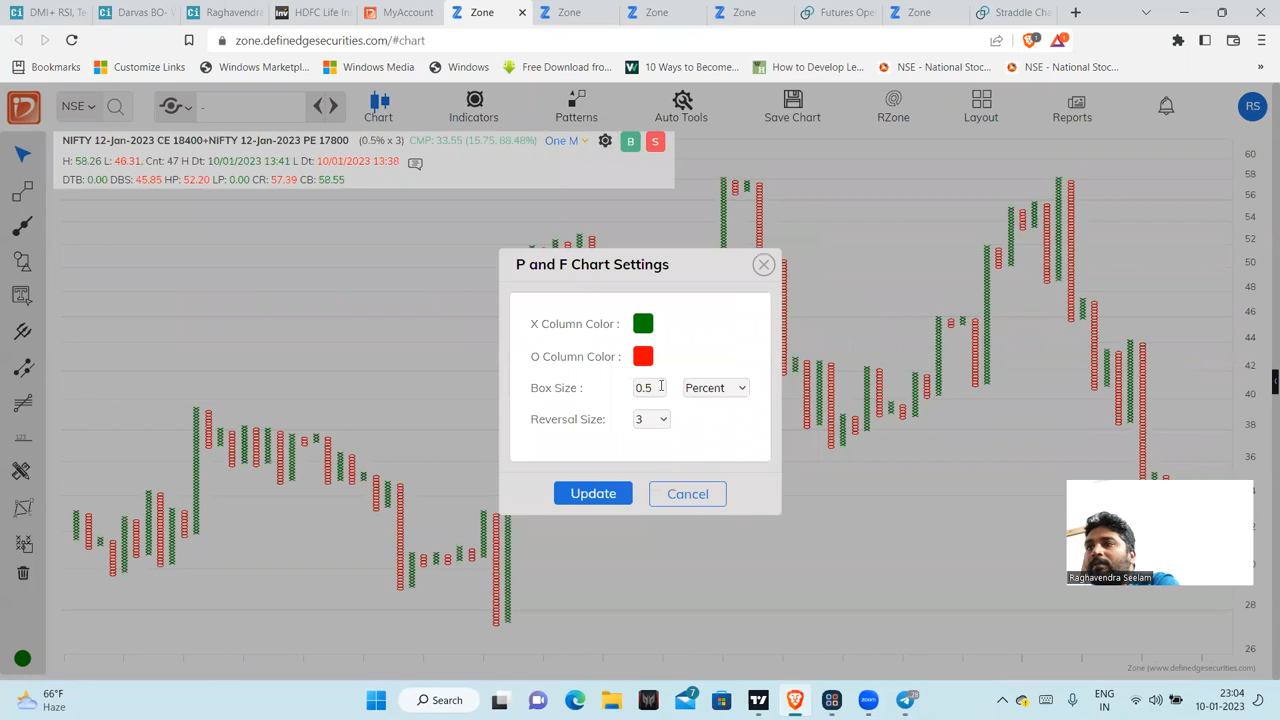 DMI+ RSI, Te
Darvas BO- V
Raghavendra
HDFC Life In
MyAccount
Zone
Zone
Zone
Zone
Futures Ope
Zone
Straddle Cha
zone.definedgesecurities.com/#chart
Bookmarks
Customize Links
Windows Marketpl...
Windows Media
Windows
Free Download from...
10 Ways to Become...
How to Develop Le...
NSE - National Stoc...
NSE - National Stoc...
NSE
-
Chart
Indicators
Patterns
Auto Tools
Save Chart
RZone
Layout
Reports
RS
NIFTY 12-Jan-2023 CE 18400+NIFTY 12-Jan-2023 PE 17800 (0.5% x 3) CMP: 33.55 (15.75, 88.48%) One M
B
S
H: 58.26 L: 46.31, Cnt: 47 H Dt: 10/01/2023 13:41 L Dt: 10/01/2023 13:38
DTB: 0.00 DBS: 45.85 HP: 52.20 LP: 0.00 CR: 57.39 CB: 58.55
60
58
56
54
52
50
48
46
44
42
40
38
36
28
26
P and F Chart Settings
X Column Color :
O Column Color :
Box Size : 0.5 Percent
Reversal Size: 3
Update
Cancel
Raghavendra Seelam
Zone (www.definedgesecurities.com)
66°F
Haze
Search
7
28
ENG
IN
23:04
10-01-2023